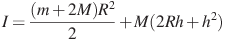 I = \frac{(m + 2M)R^2}{2} + M(2Rh + h^2)